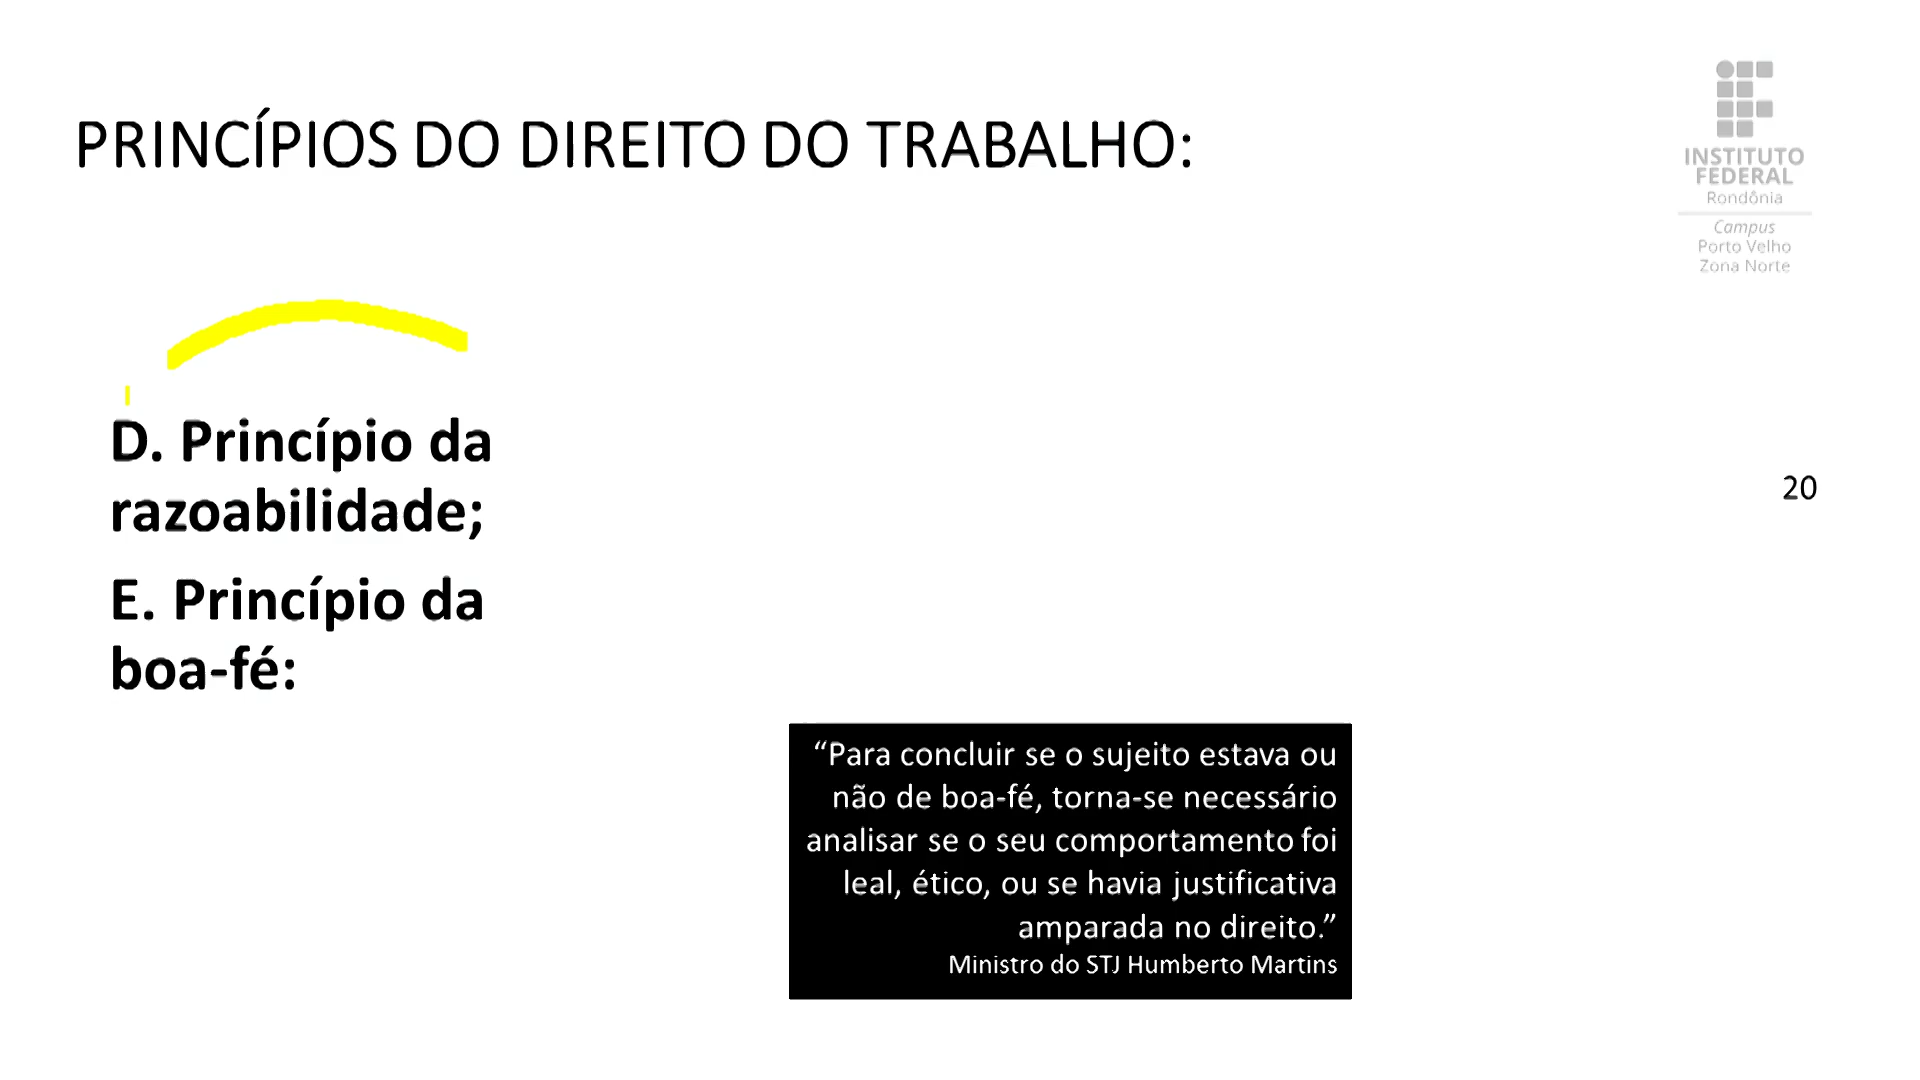 PRINCÍPIOS DO DIREITO DO TRABALHO:
INSTITUTO
FEDERAL
Rondônia
Campus
Porto Velho
Zona Norte
D. Princípio da
razoabilidade;
E. Princípio da
boa-fé:
20
“Para concluir se o sujeito estava ou
não de boa-fé, torna-se necessário
analisar se o seu comportamento foi
leal, ético, ou se havia justificativa
amparada no direito.”
Ministro do STJ Humberto Martins